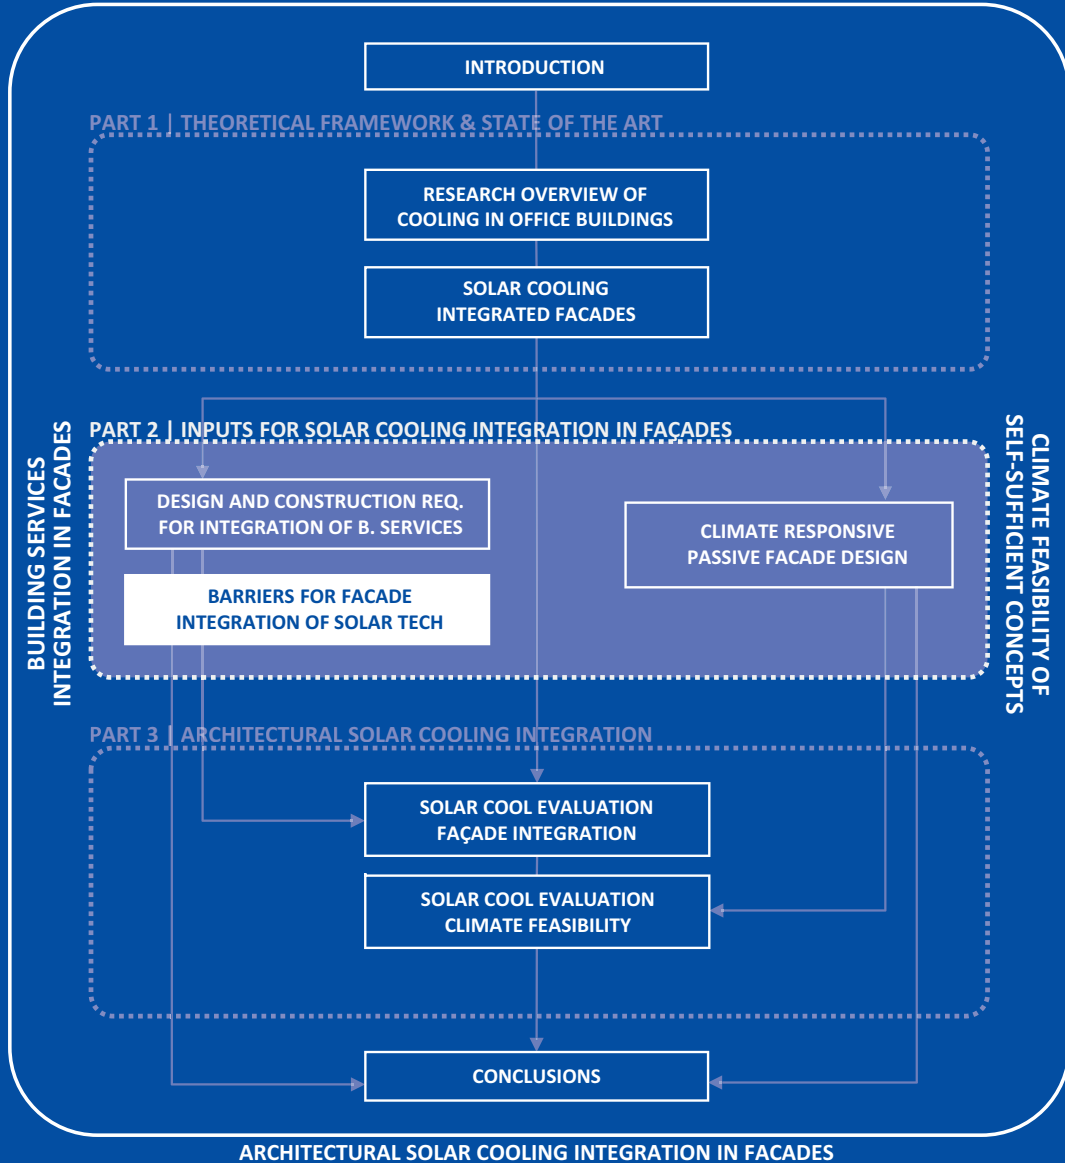 INTRODUCTION
PART 1 | THEORETICAL FRAMEWORK & STATE OF THE ART
RESEARCH OVERVIEW OF
COOLING IN OFFICE BUILDINGS
SOLAR COOLING
INTEGRATED FACADES
BUILDING SERVICES
INTEGRATION IN FACADES
PART 2 | INPUTS FOR SOLAR COOLING INTEGRATION IN FAÇADES
DESIGN AND CONSTRUCTION REQ.
FOR INTEGRATION OF B. SERVICES
BARRIERS FOR FACADE
INTEGRATION OF SOLAR TECH
CLIMATE RESPONSIVE
PASSIVE FACADE DESIGN
CLIMATE FEASIBILITY OF
SELF-SUFFICIENT CONCEPTS
PART 3 | ARCHITECTURAL SOLAR COOLING INTEGRATION
SOLAR COOL EVALUATION
FAÇADE INTEGRATION
SOLAR COOL EVALUATION
CLIMATE FEASIBILITY
CONCLUSIONS
ARCHITECTURAL SOLAR COOLING INTEGRATION IN FACADES